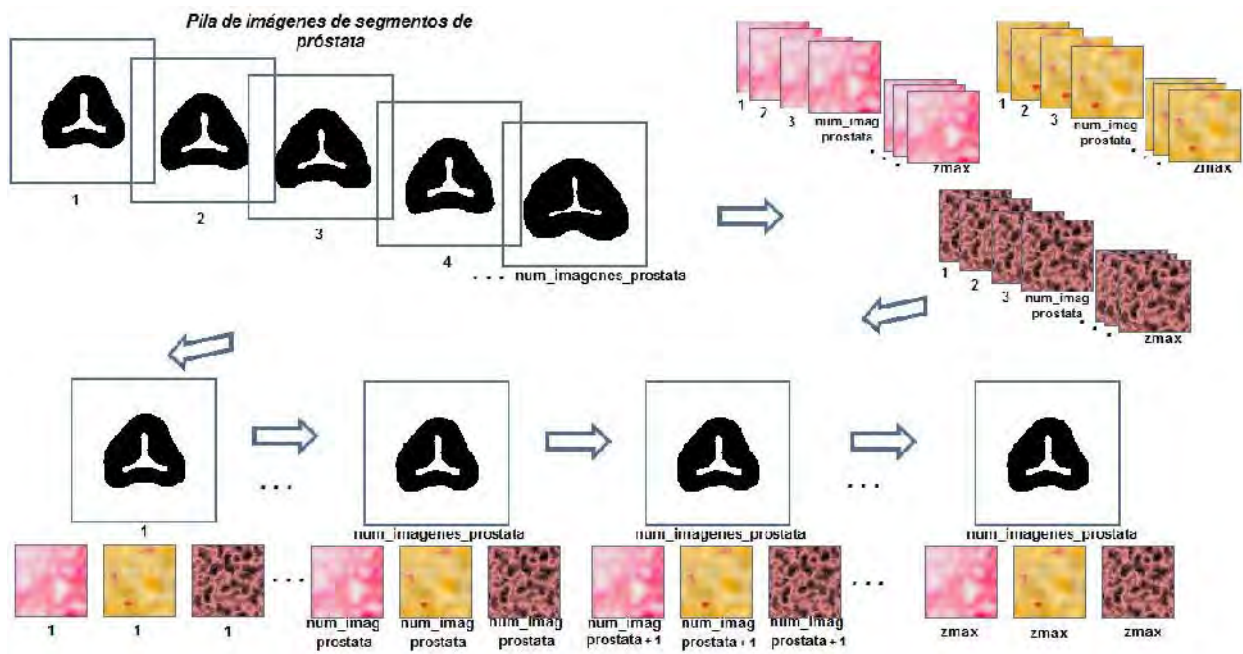 Pila de imágenes de segmentos de
próstata
1
2
3
4
. . . num_imagenes_prostata
1
2
3
num_imag
prostata
. . .
zmax
1
2
3
num_imag
prostata
. . .
zmax
1
2
3
num_imag
prostata
. . .
zmax
1
. . .
num_imagenes_prostata
num_imagenes_prostata
. . .
num_imagenes_prostata
1
1
1
. . .
num_imag
prostata
num_imag
prostata
num_imag
prostata
num_imag
prostata + 1
num_imag
prostata + 1
num_imag
prostata + 1
. . .
zmax
zmax
zmax